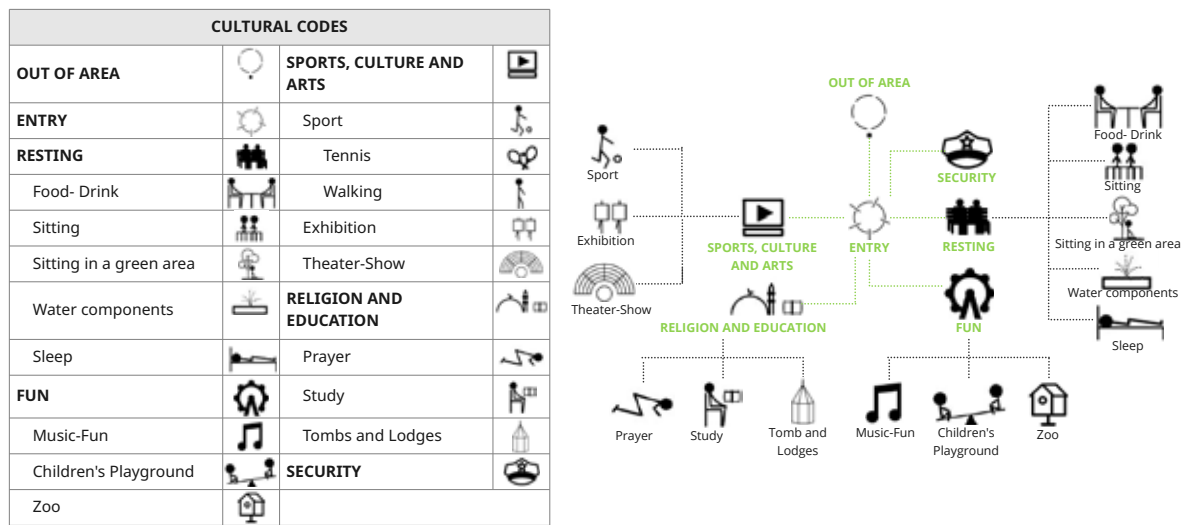 CULTURAL CODES
OUT OF AREA
SPORTS, CULTURE AND
ARTS
ENTRY
Sport
RESTING
Tennis
Food- Drink
Walking
Sitting
Exhibition
Sitting in a green area
Theater-Show
Water components
RELIGION AND
EDUCATION
Sleep
Prayer
FUN
Study
Music-Fun
Tombs and Lodges
Children's Playground
SECURITY
Zoo
OUT OF AREA
Sport
Exhibition
Theater-Show
SPORTS, CULTURE
AND ARTS
ENTRY
SECURITY
RESTING
Food- Drink
Sitting
Sitting in a green area
Water components
Sleep
RELIGION AND EDUCATION
FUN
Prayer
Study
Tomb and
Lodges
Music-Fun
Children's
Playground
Zoo